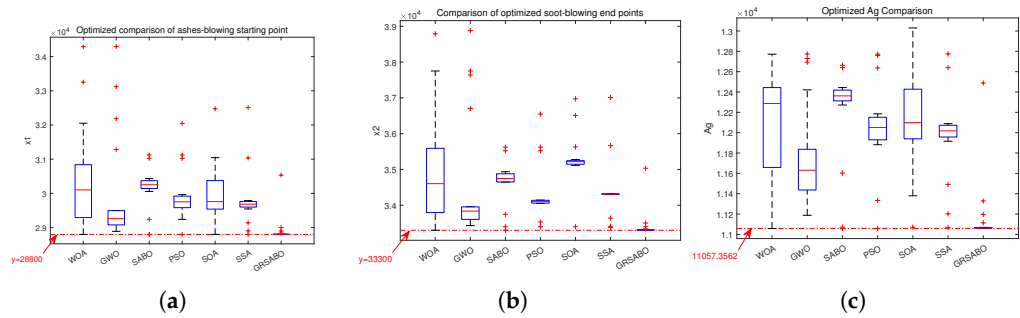 Optimized comparison of ashes-blowing starting point
×10⁴
3.4
3.3
3.2
3.1
3
2.9
x1
WOA
GWO
SABO
PSO
SOA
SSA
GRSABO
y=28800
(a)
Comparison of optimized soot-blowing end points
×10⁴
3.9
3.8
3.7
3.6
3.5
3.4
x2
WOA
GWO
SABO
PSO
SOA
SSA
GRSABO
y=33300
(b)
Optimized Ag Comparison
×10⁴
1.3
1.28
1.26
1.24
1.22
1.2
1.18
1.16
1.14
1.12
1.1
Ag
WOA
GWO
SABO
PSO
SOA
SSA
GRSABO
11057.3562
(c)